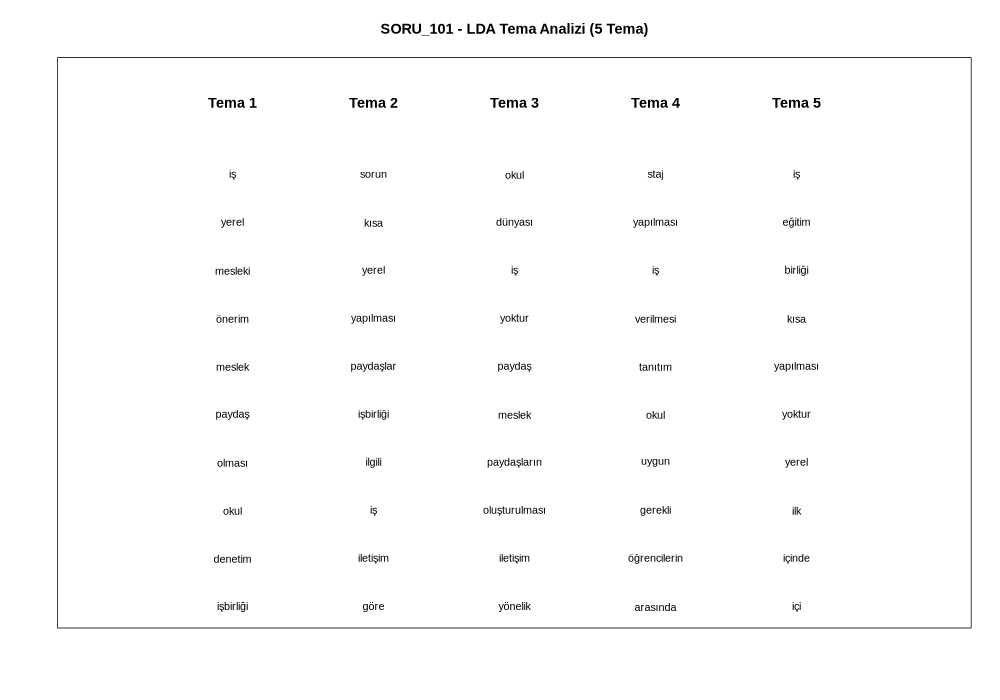 SORU_101 - LDA Tema Analizi (5 Tema)
Tema 1 Tema 2 Tema 3 Tema 4 Tema 5
iş sorun okul staj iş
yerel kısa dünyası yapılması eğitim
mesleki yerel iş iş birliği
önerim yapılması yoktur verilmesi kısa
meslek paydaşlar paydaş tanıtım yapılması
paydaş işbirliği meslek okul yoktur
olması ilgili paydaşların uygun yerel
okul iş oluşturulması gerekli ilk
denetim iletişim iletişim öğrencilerin içinde
işbirliği göre yönelik arasında içi